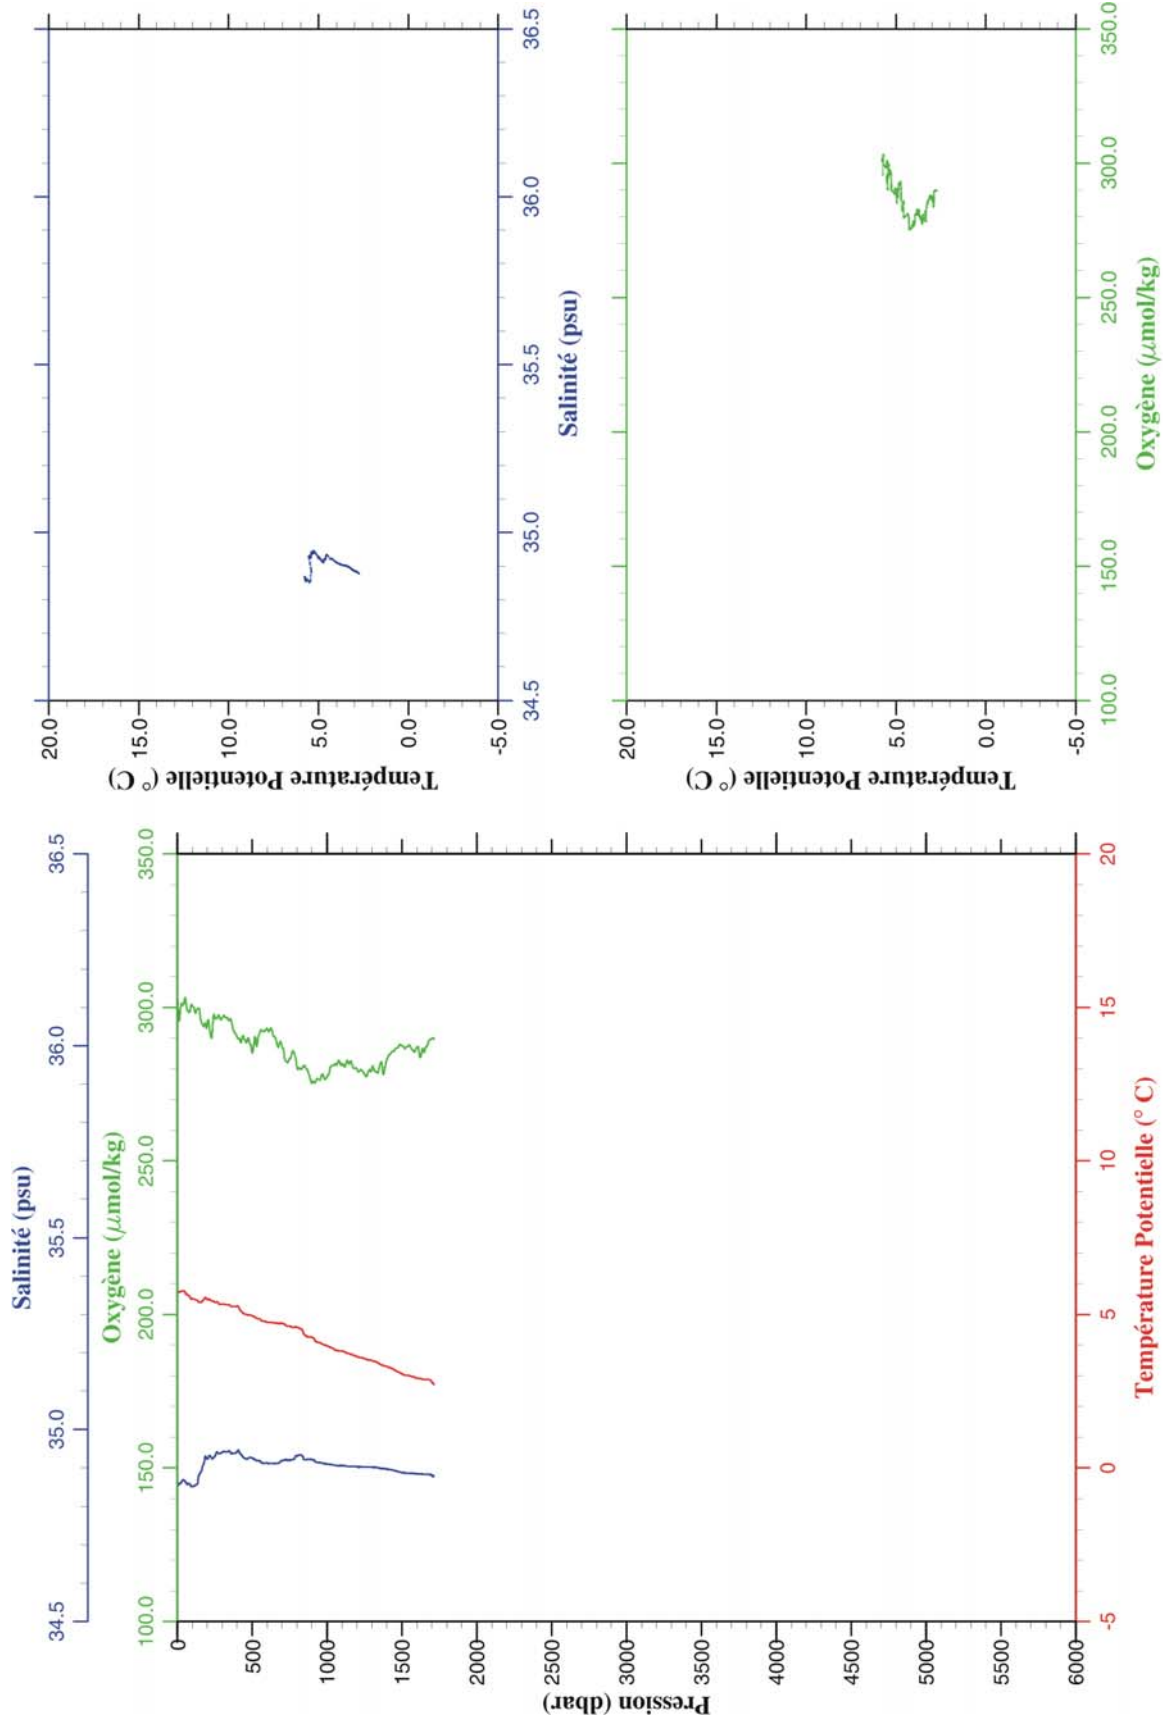 Salinité (psu)
34.5 35.0 35.5 36.0 36.5
Oxygène (μmol/kg)
100.0 150.0 200.0 250.0 300.0 350.0
Pression (dbar)
0
500
1000
1500
2000
2500
3000
3500
4000
4500
5000
5500
6000
-5 0 5 10 15 20
Température Potentielle (° C)
Température Potentielle (° C)
20.0
15.0
10.0
5.0
0.0
-5.0
34.5 35.0 35.5 36.0 36.5
Salinité (psu)
Température Potentielle (° C)
20.0
15.0
10.0
5.0
0.0
-5.0
100.0 150.0 200.0 250.0 300.0 350.0
Oxygène (μmol/kg)